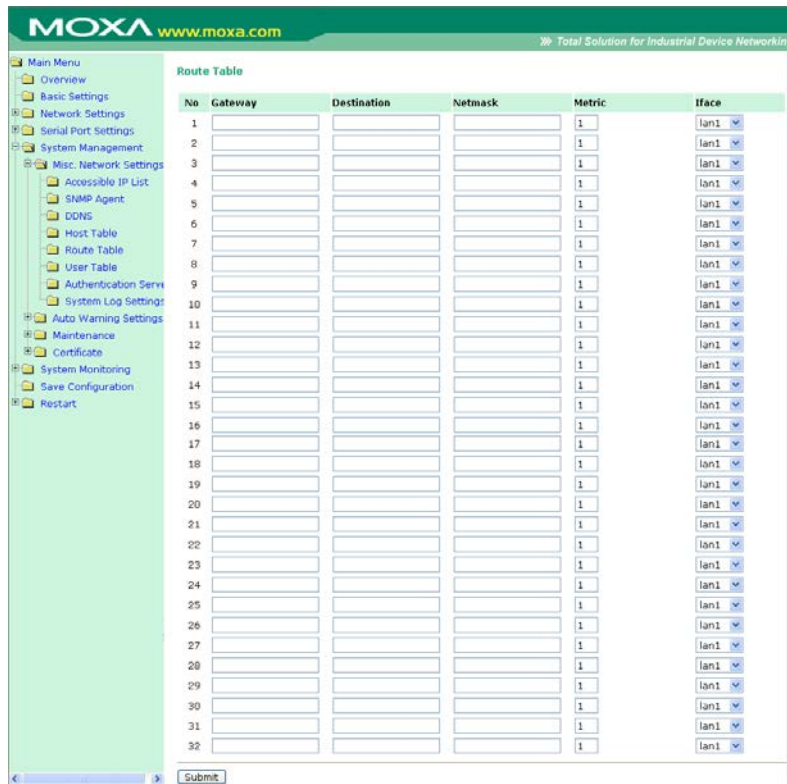 MOXA www.moxa.com
Total Solution for Industrial Device Networkin
Main Menu
Overview
Basic Settings
Network Settings
Serial Port Settings
System Management
Misc. Network Settings
Accessible IP List
SNMP Agent
DDNS
Host Table
Route Table
User Table
Authentication Serve
System Log Settings
Auto Warning Settings
Maintenance
Certificate
System Monitoring
Save Configuration
Restart
Route Table
No Gateway Destination Netmask Metric Iface
1 1 lan1
2 1 lan1
3 1 lan1
4 1 lan1
5 1 lan1
6 1 lan1
7 1 lan1
8 1 lan1
9 1 lan1
10 1 lan1
11 1 lan1
12 1 lan1
13 1 lan1
14 1 lan1
15 1 lan1
16 1 lan1
17 1 lan1
18 1 lan1
19 1 lan1
20 1 lan1
21 1 lan1
22 1 lan1
23 1 lan1
24 1 lan1
25 1 lan1
26 1 lan1
27 1 lan1
28 1 lan1
29 1 lan1
30 1 lan1
31 1 lan1
32 1 lan1
Submit